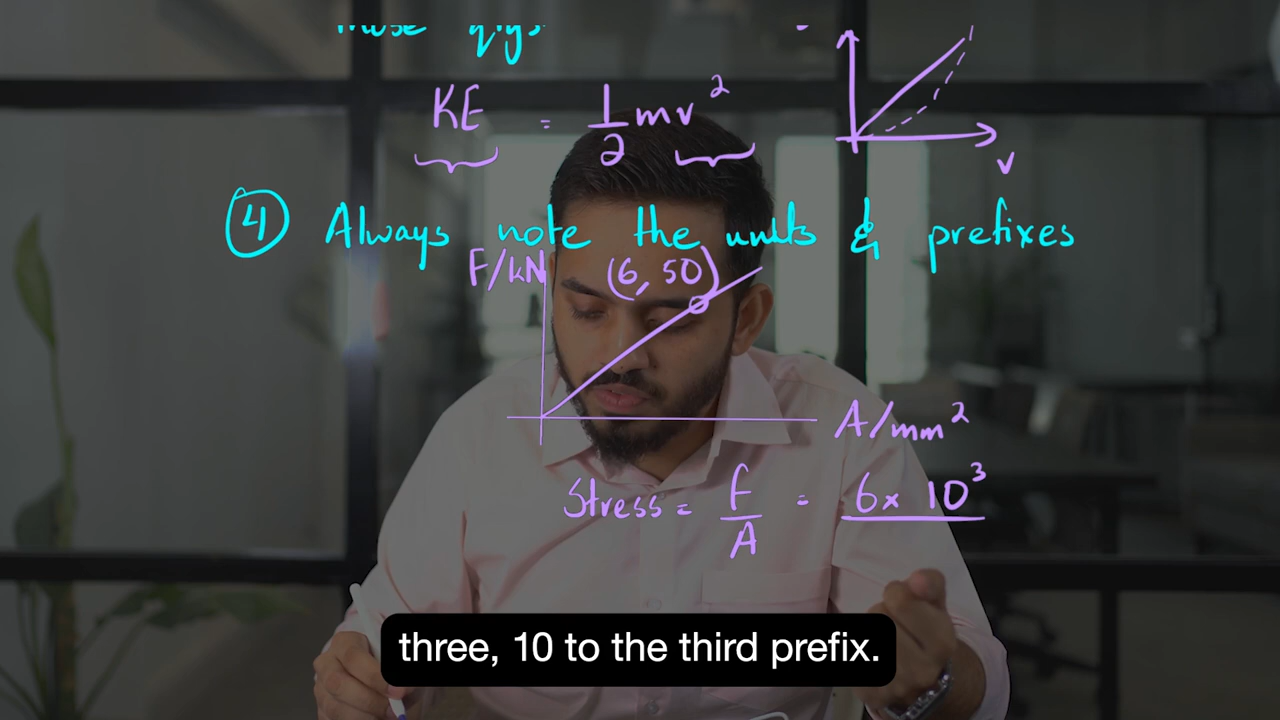 KE = 1/2 mv²
v
④ Always note the units & prefixes
F/kN (6, 50)
A/mm²
Stress = F/A = 6x 10³
three, 10 to the third prefix.